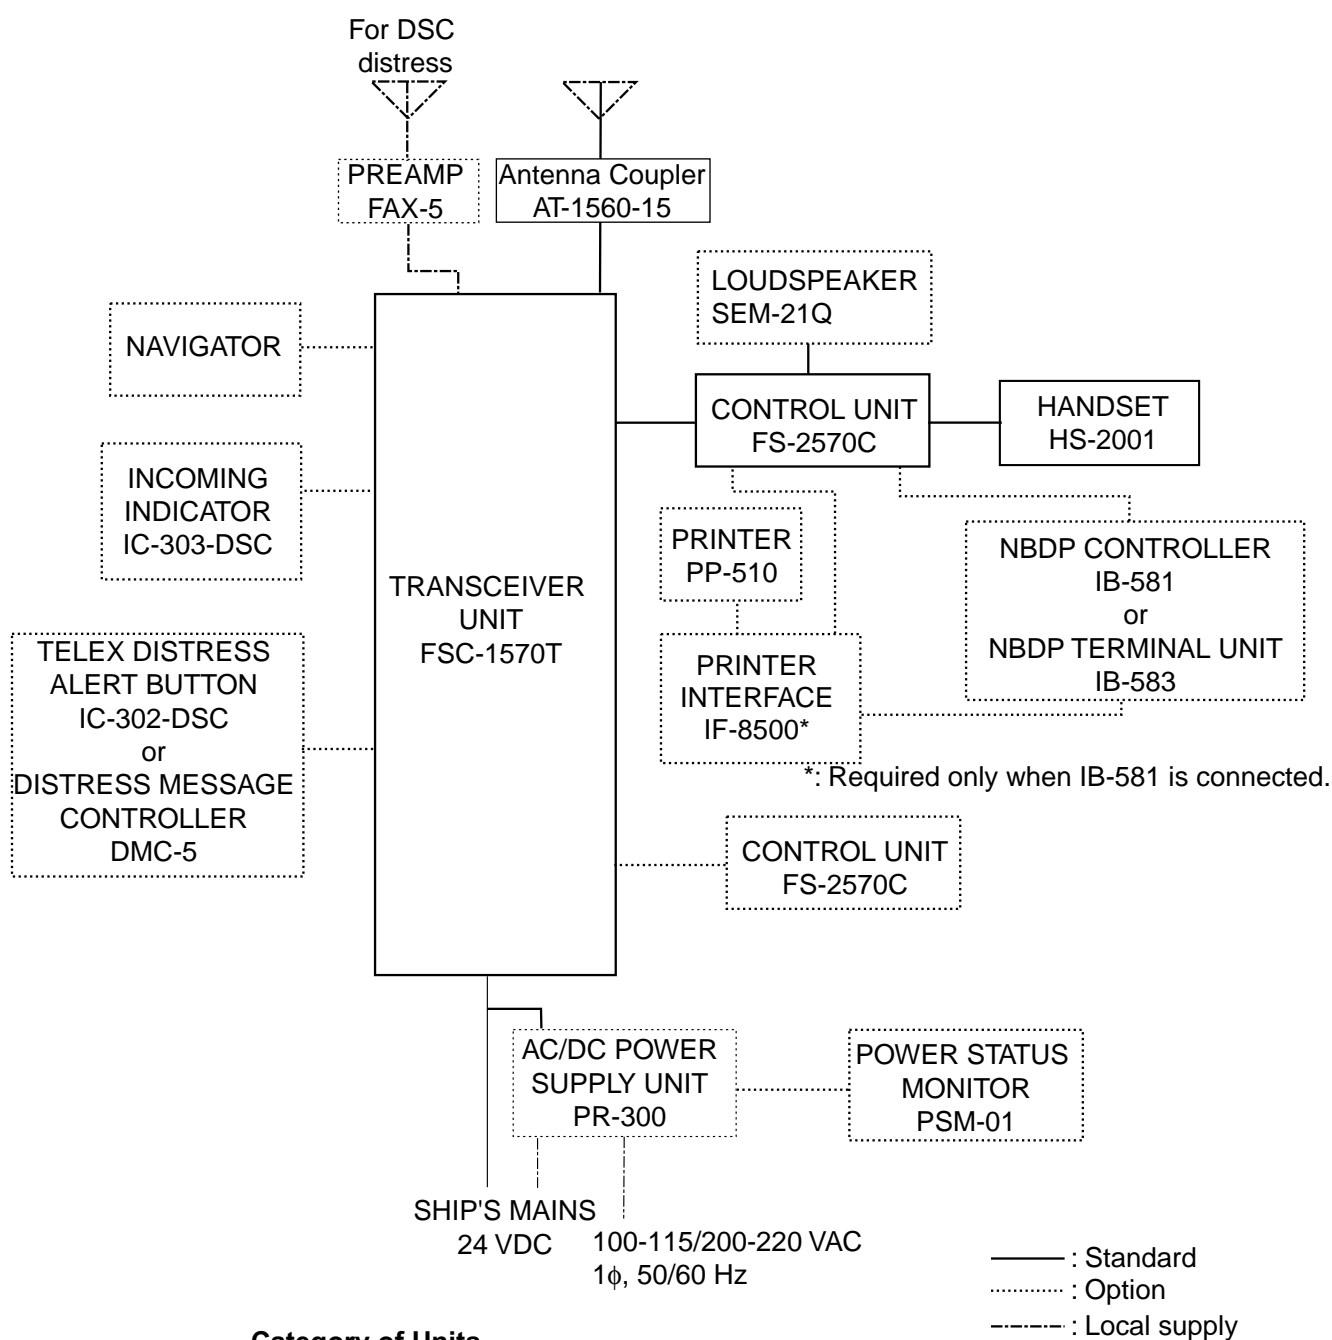 For DSC
distress
PREAMP
FAX-5
Antenna Coupler
AT-1560-15
LOUDSPEAKER
SEM-21Q
NAVIGATOR
CONTROL UNIT
FS-2570C
HANDSET
HS-2001
INCOMING
INDICATOR
IC-303-DSC
PRINTER
PP-510
NBDP CONTROLLER
IB-581
or
NBDP TERMINAL UNIT
IB-583
TRANSCEIVER
UNIT
FSC-1570T
TELEX DISTRESS
ALERT BUTTON
IC-302-DSC
or
DISTRESS MESSAGE
CONTROLLER
DMC-5
PRINTER
INTERFACE
IF-8500*
*: Required only when IB-581 is connected.
CONTROL UNIT
FS-2570C
AC/DC POWER
SUPPLY UNIT
PR-300
POWER STATUS
MONITOR
PSM-01
SHIP'S MAINS
24 VDC
100-115/200-220 VAC
1ϕ, 50/60 Hz
: Standard
: Option
: Local supply
Category of Units